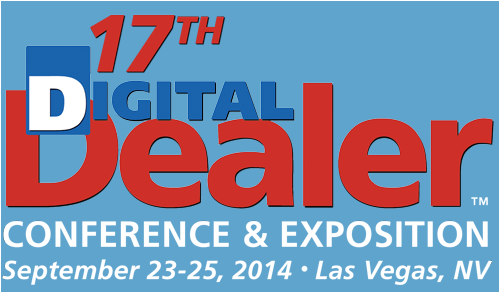 17TH
DIGITAL
Dealer™
CONFERENCE & EXPOSITION
September 23-25, 2014 • Las Vegas, NV